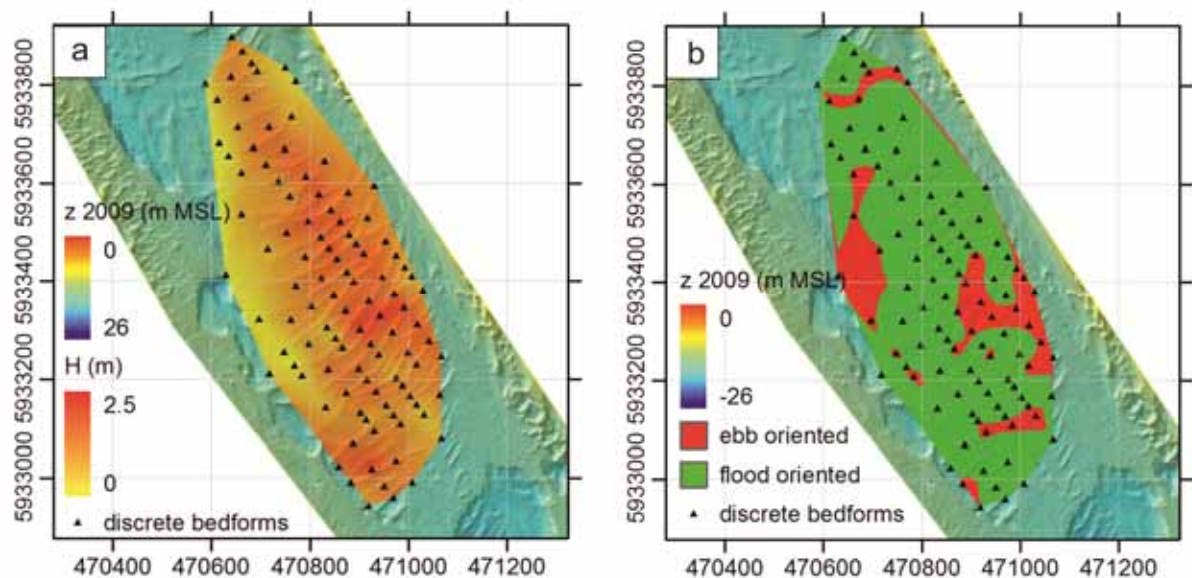 a
5933800
5933600
5933400
5933200
5933000
z 2009 (m MSL)
0
26
H (m)
2.5
0
discrete bedforms
470400 470600 470800 471000 471200
b
5933800
5933600
5933400
5933200
5933000
z 2009 (m MSL)
0
-26
ebb oriented
flood oriented
discrete bedforms
470400 470600 470800 471000 471200